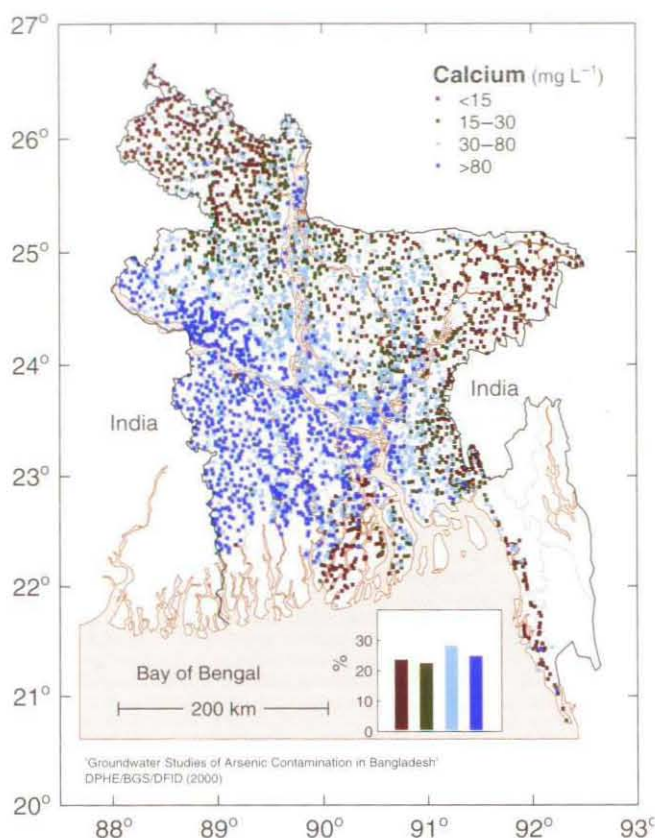 27°
26°
25°
24°
23°
22°
21°
20°
Calcium (mg L⁻¹)
<15
15–30
30–80
>80
India
India
Bay of Bengal
200 km
%
30
20
10
0
'Groundwater Studies of Arsenic Contamination in Bangladesh'
DPHE/BGS/DFID (2000)
88° 89° 90° 91° 92° 93°